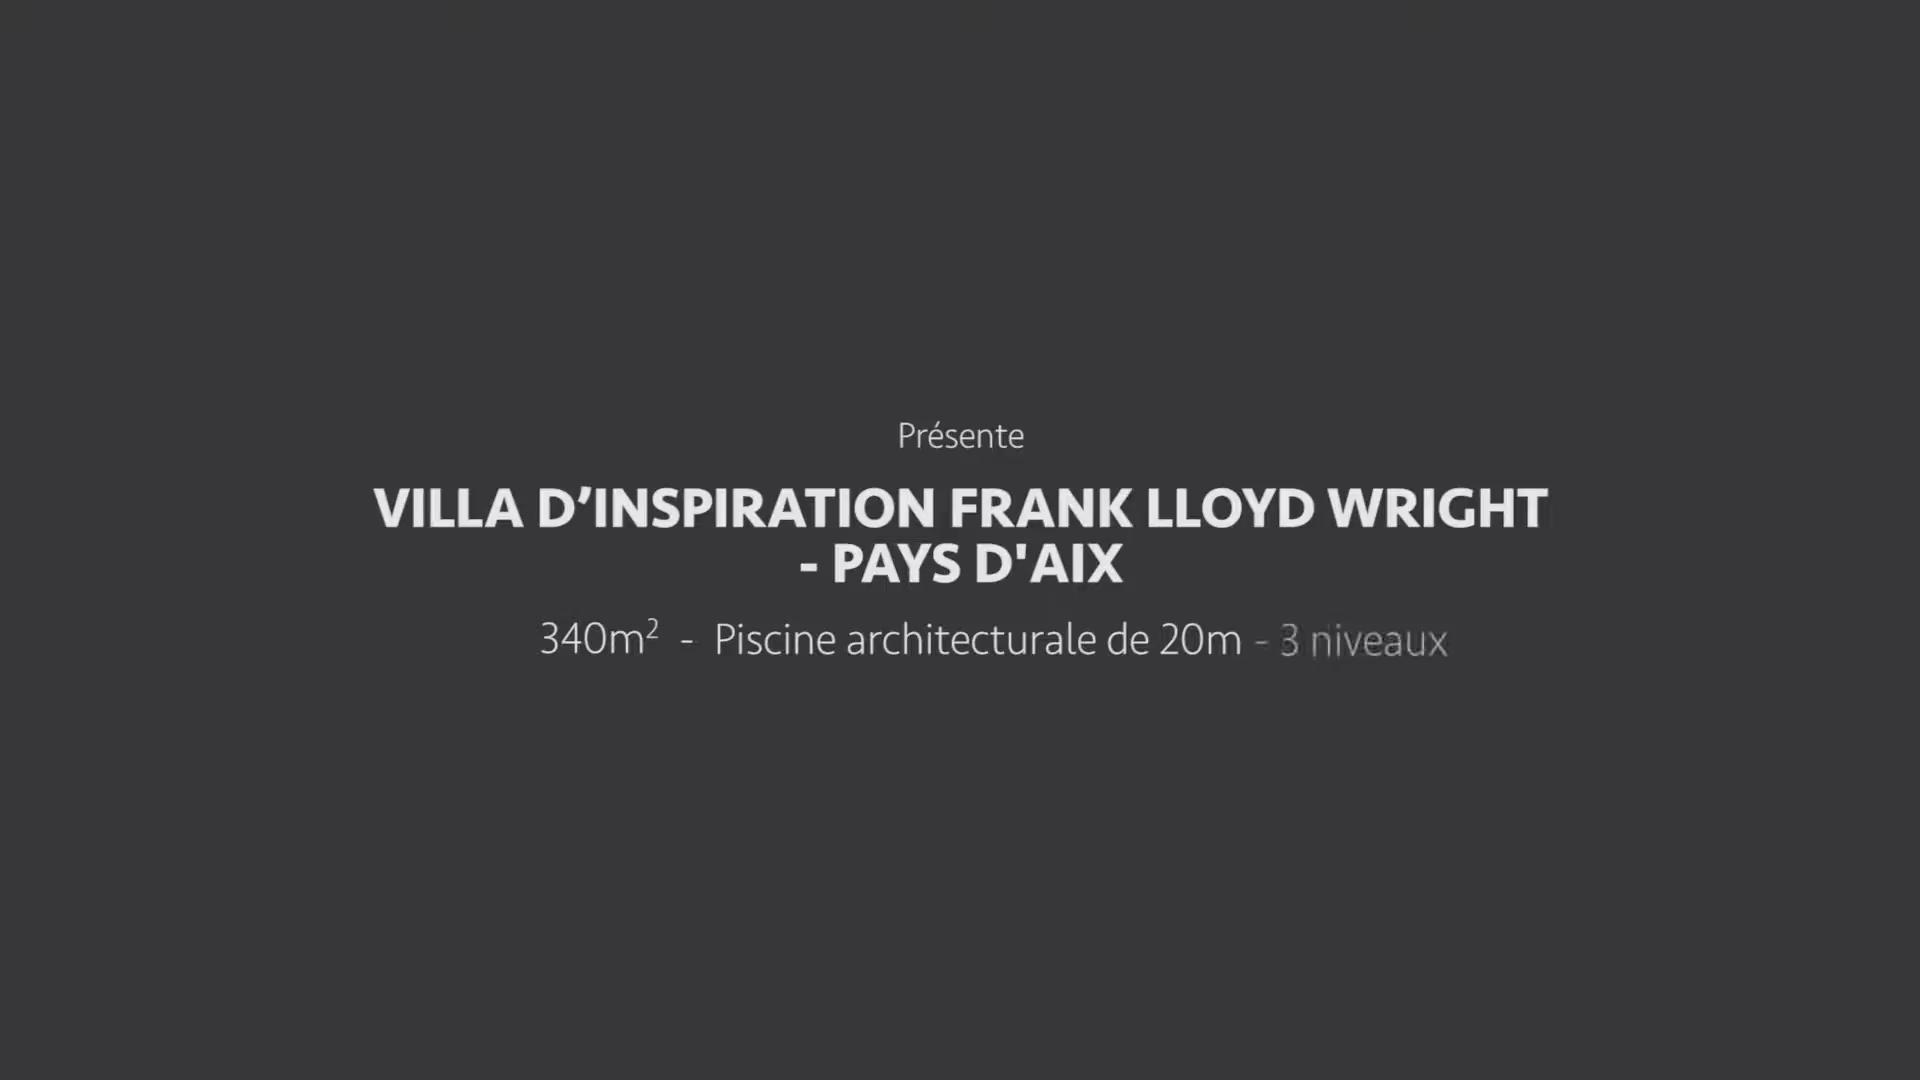 Présente
VILLA D’INSPIRATION FRANK LLOYD WRIGHT
- PAYS D'AIX
340m² - Piscine architecturale de 20m - 3 niveaux